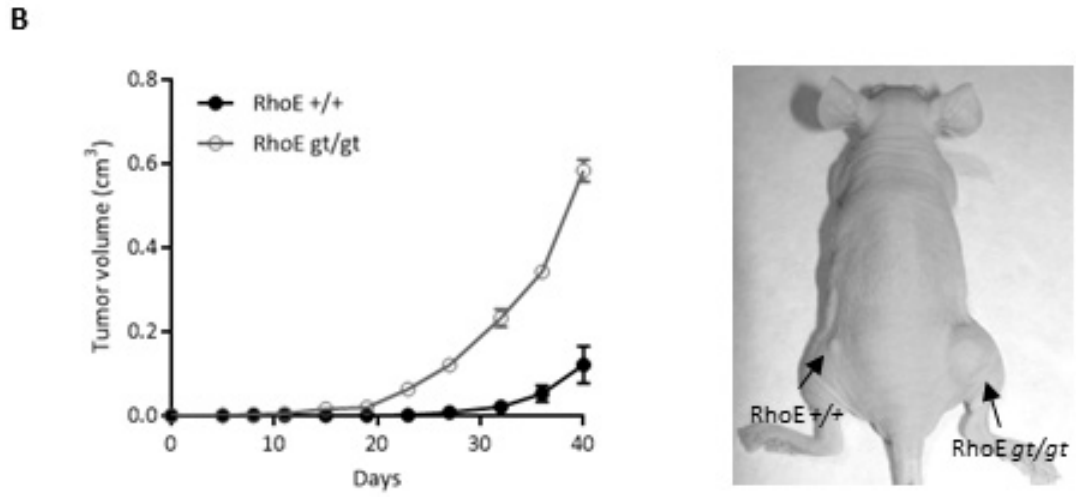 B
RhoE +/+
RhoE gt/gt
Tumor volume (cm³)
0.8
0.6
0.4
0.2
0.0
0 10 20 30 40
Days
RhoE +/+
RhoE gt/gt